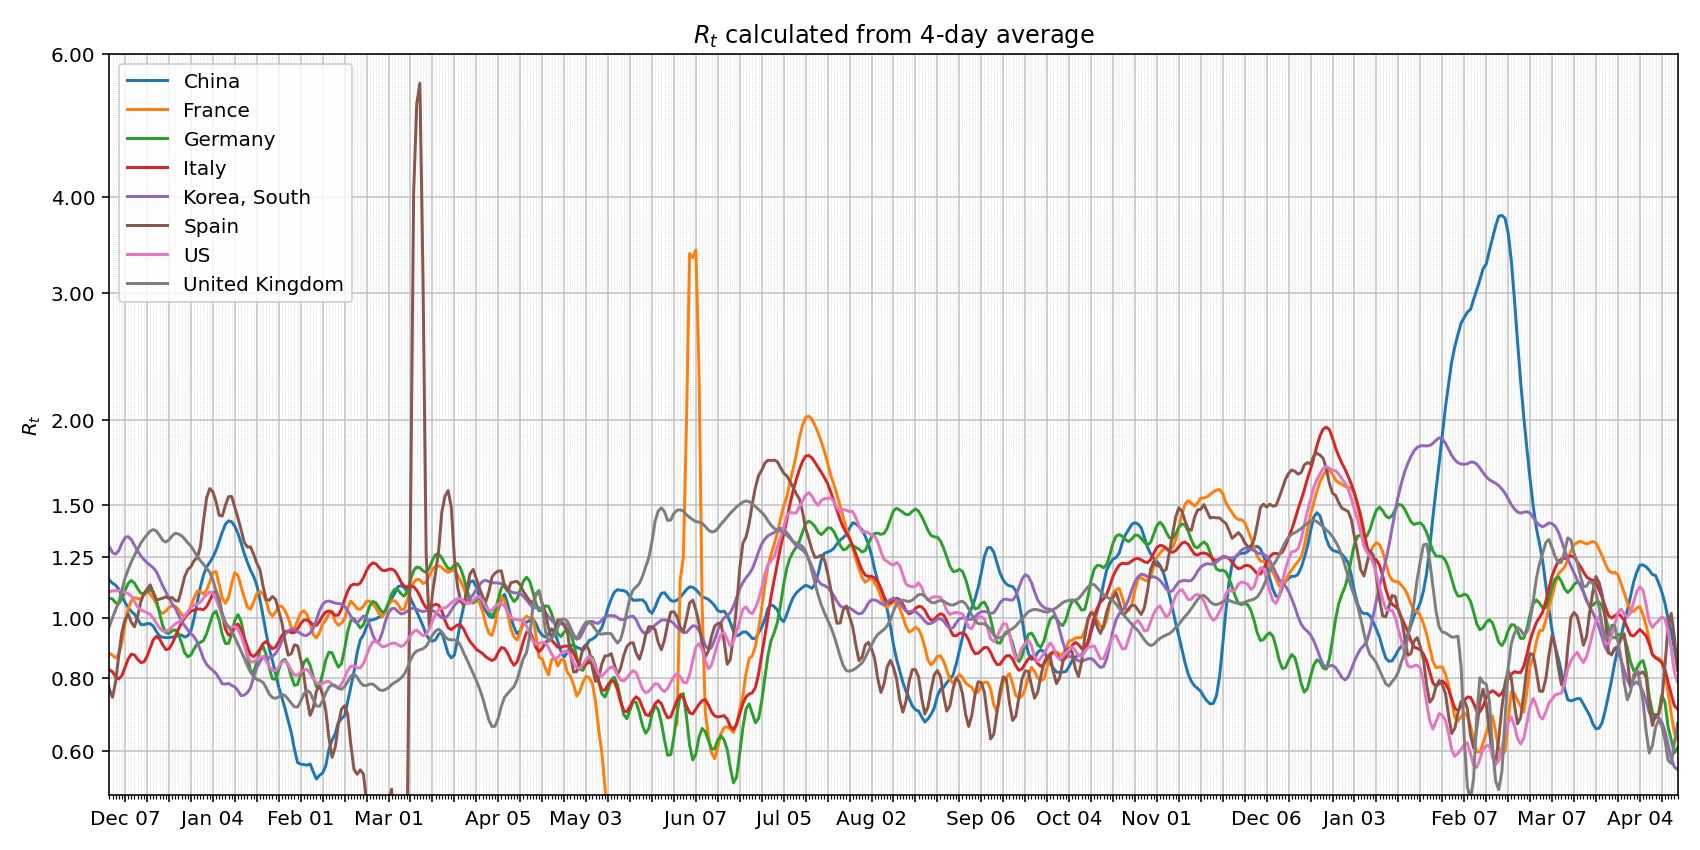 R_t calculated from 4-day average
6.00
4.00
3.00
2.00
1.50
1.25
1.00
0.80
0.60
R_t
China
France
Germany
Italy
Korea, South
Spain
US
United Kingdom
Dec 07 Jan 04 Feb 01 Mar 01 Apr 05 May 03 Jun 07 Jul 05 Aug 02 Sep 06 Oct 04 Nov 01 Dec 06 Jan 03 Feb 07 Mar 07 Apr 04